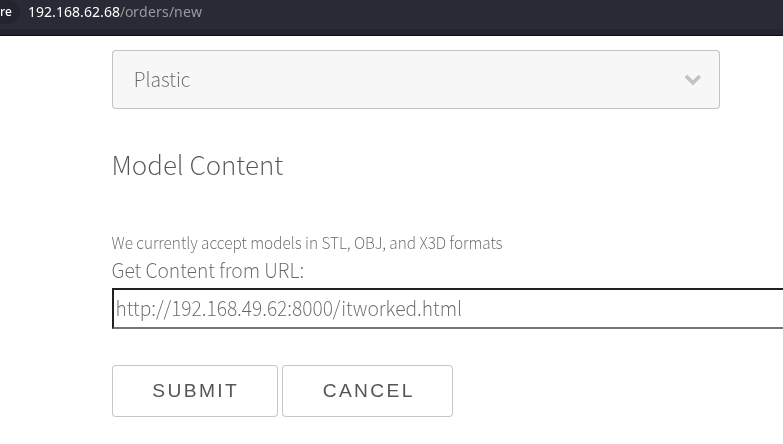 re 192.168.62.68/orders/new
Plastic
Model Content
We currently accept models in STL, OBJ, and X3D formats
Get Content from URL:
http://192.168.49.62:8000/itworked.html
SUBMIT CANCEL